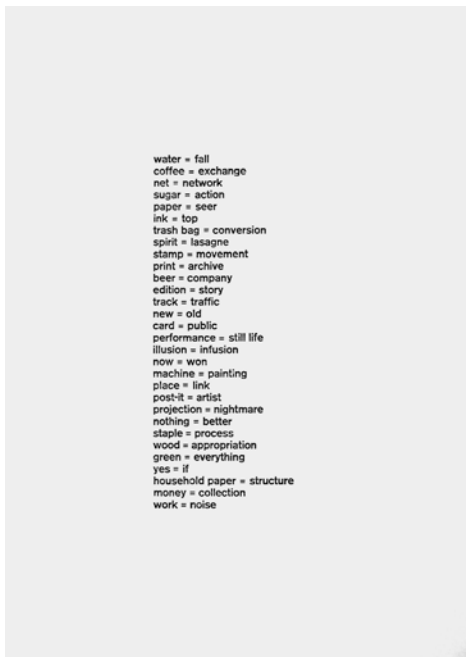 water = fall
coffee = exchange
net = network
sugar = action
paper = seer
ink = top
trash bag = conversion
spirit = lasagne
stamp = movement
print = archive
beer = company
edition = story
track = traffic
new = old
card = public
performance = still life
illusion = infusion
now = won
machine = painting
place = link
post-it = artist
projection = nightmare
nothing = better
staple = process
wood = appropriation
green = everything
yes = if
household paper = structure
money = collection
work = noise